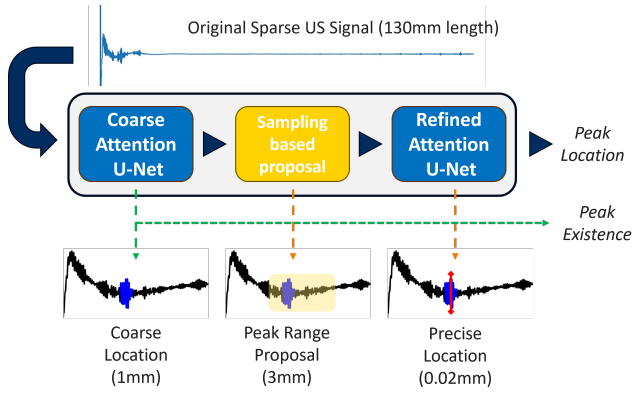 Original Sparse US Signal (130mm length)
Coarse
Attention
U-Net
Sampling
based
proposal
Refined
Attention
U-Net
Peak
Location
Peak
Existence
Coarse
Location
(1mm)
Peak Range
Proposal
(3mm)
Precise
Location
(0.02mm)